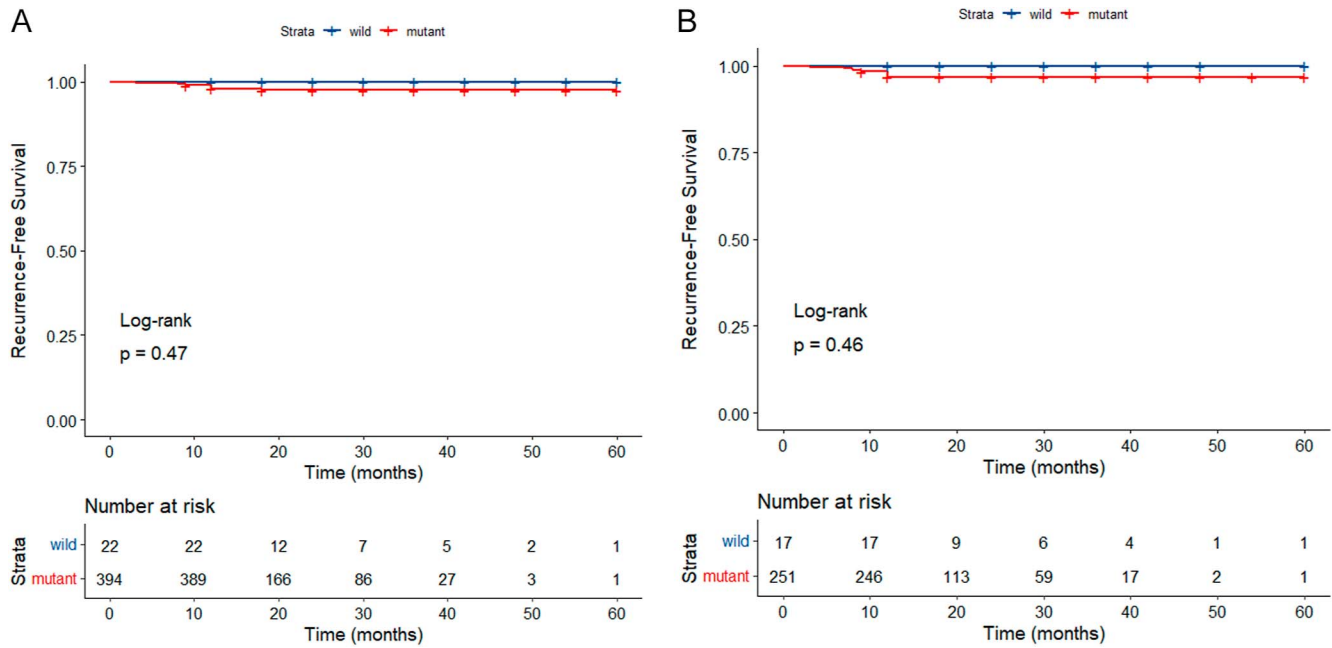 A
Strata wild mutant
1.00
0.75
0.50
0.25
0.00
Recurrence-Free Survival
Log-rank
p = 0.47
0 10 20 30 40 50 60
Time (months)
Number at risk
Strata
wild 22 22 12 7 5 2 1
mutant 394 389 166 86 27 3 1
0 10 20 30 40 50 60
Time (months)
B
Strata wild mutant
1.00
0.75
0.50
0.25
0.00
Recurrence-Free Survival
Log-rank
p = 0.46
0 10 20 30 40 50 60
Time (months)
Number at risk
Strata
wild 17 17 9 6 4 1 1
mutant 251 246 113 59 17 2 1
0 10 20 30 40 50 60
Time (months)